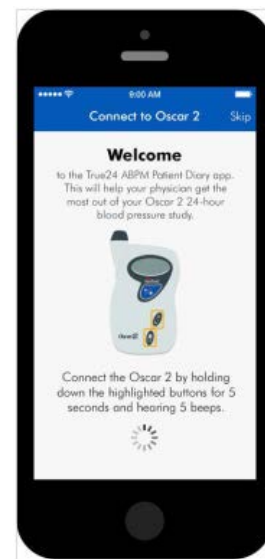 9:00 AM
Connect to Oscar 2 Skip
Welcome
to the True24 ABPM Patient Diary app.
This will help your physician get the
most out of your Oscar 2 24-hour
blood pressure study.
Oscar2
Connect the Oscar 2 by holding
down the highlighted buttons for 5
seconds and hearing 5 beeps.